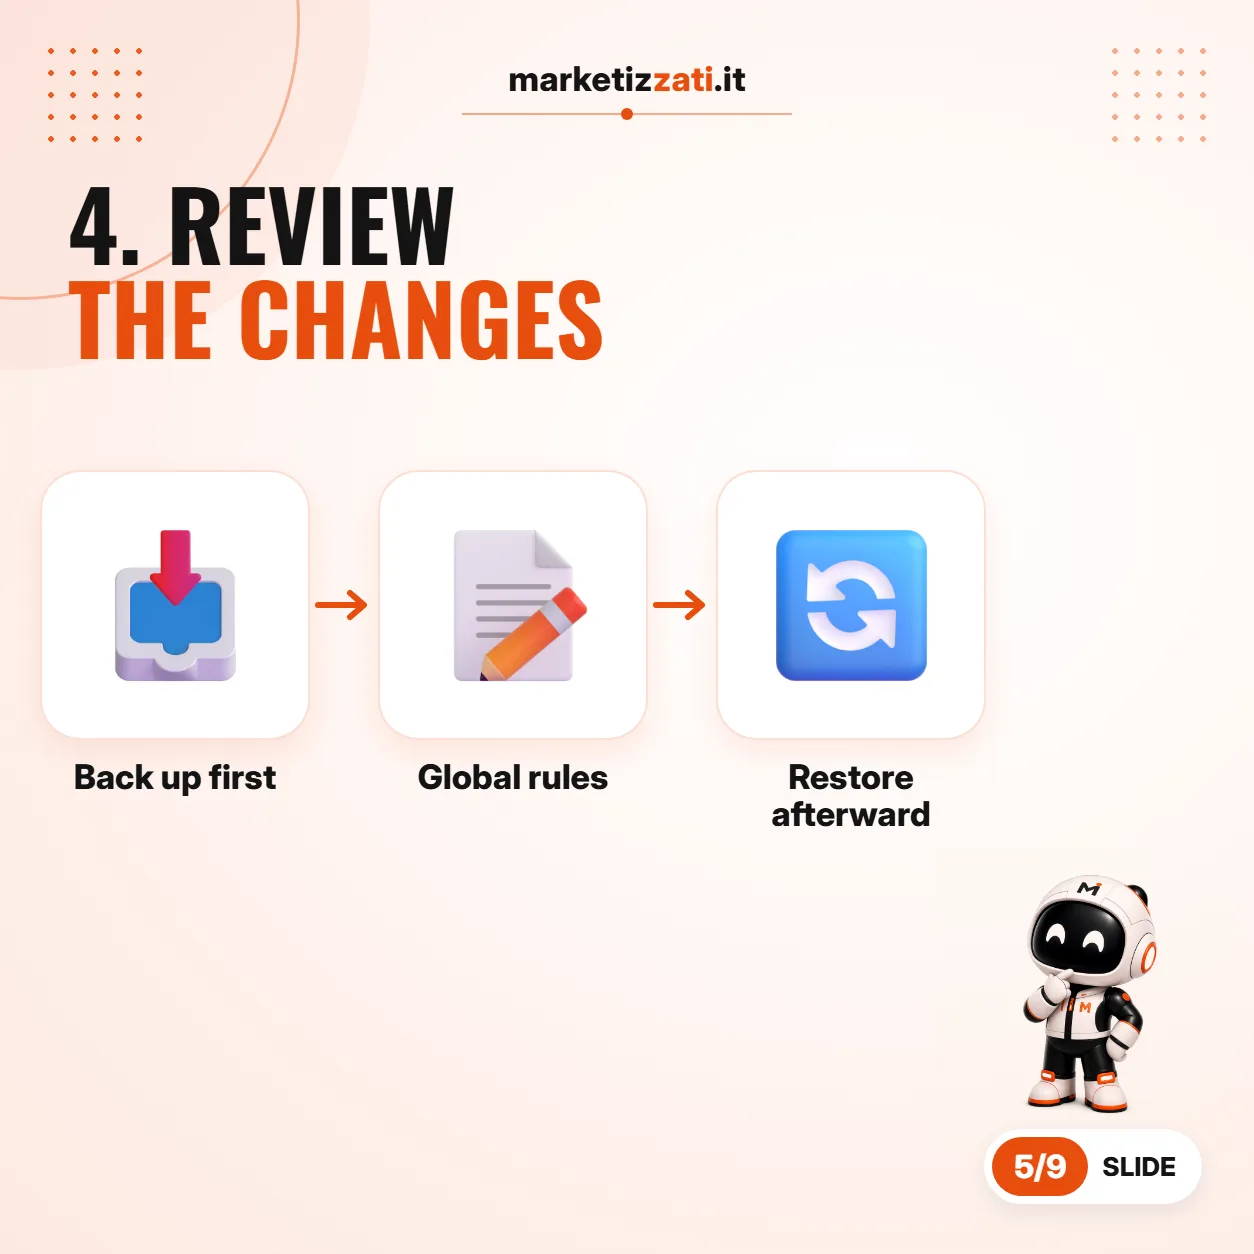 marketizzati.it
4. REVIEW
THE CHANGES
Back up first
Global rules
Restore
afterward
M
M
5/9 SLIDE